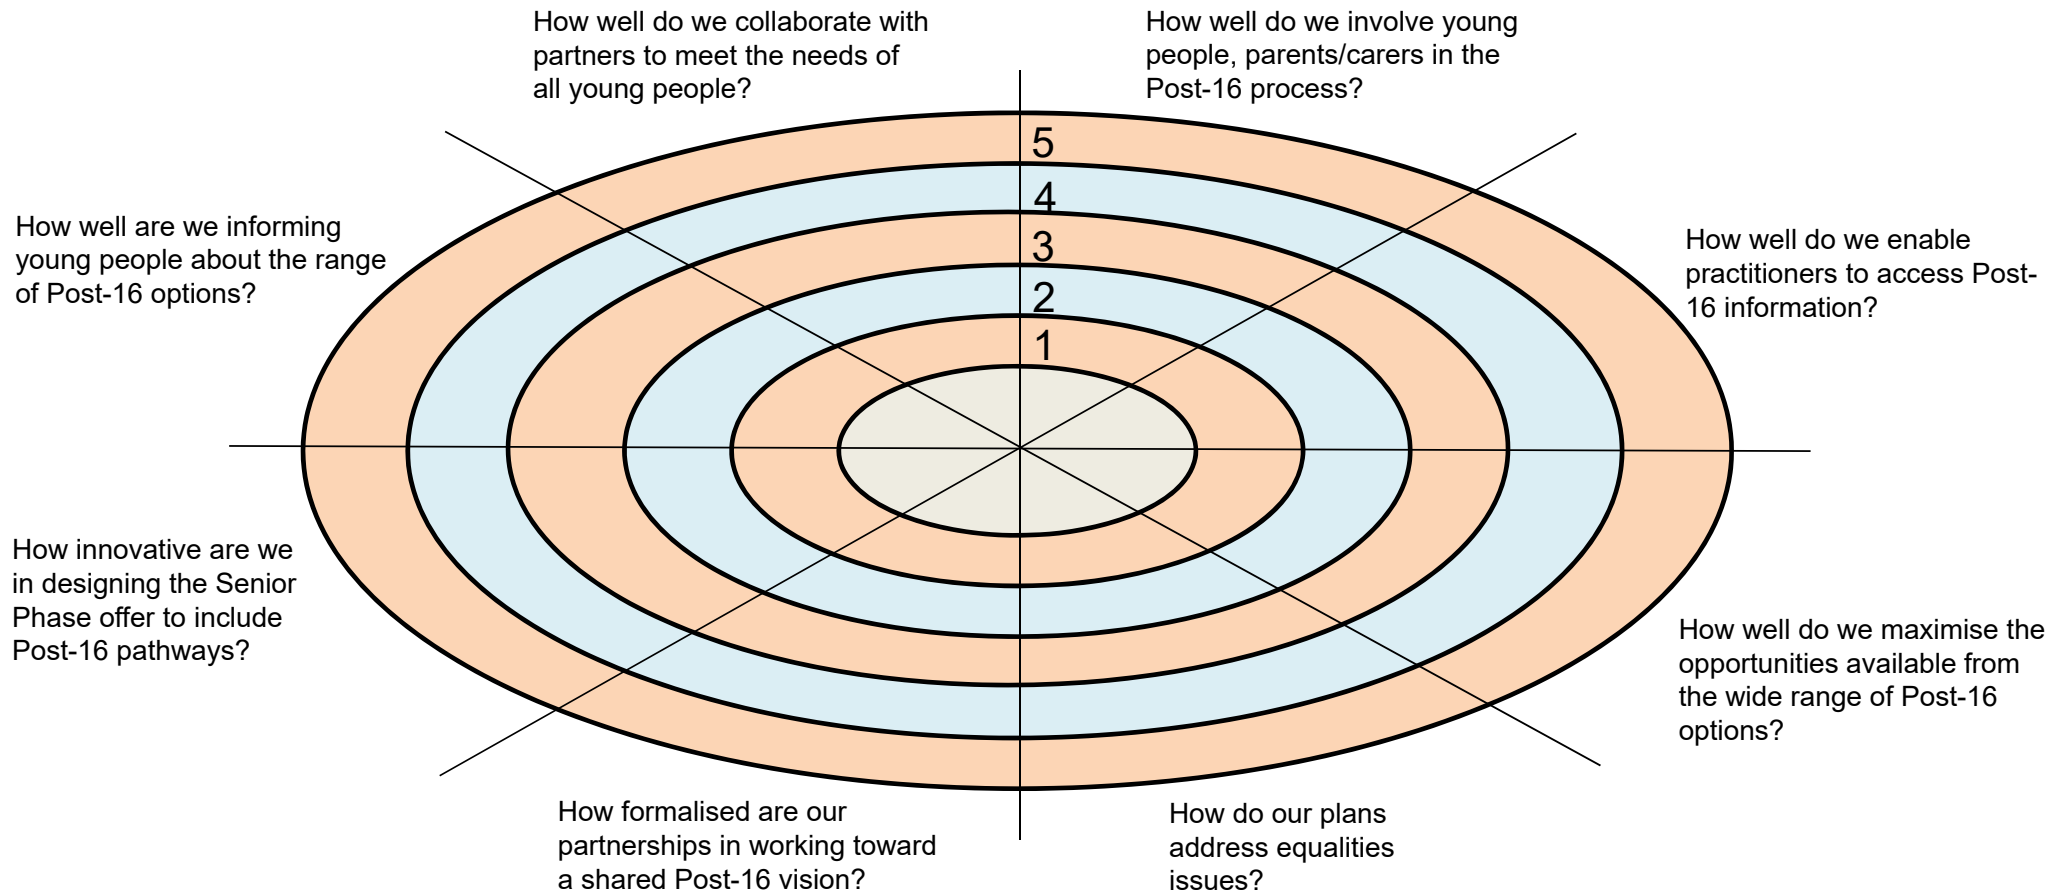 How well do we collaborate with
partners to meet the needs of
all young people?
How well do we involve young
people, parents/carers in the
Post-16 process?
5
4
3
2
1
How well are we informing
young people about the range
of Post-16 options?
How well do we enable
practitioners to access Post-
16 information?
How innovative are we
in designing the Senior
Phase offer to include
Post-16 pathways?
How well do we maximise the
opportunities available from
the wide range of Post-16
options?
How formalised are our
partnerships in working toward
a shared Post-16 vision?
How do our plans
address equalities
issues?